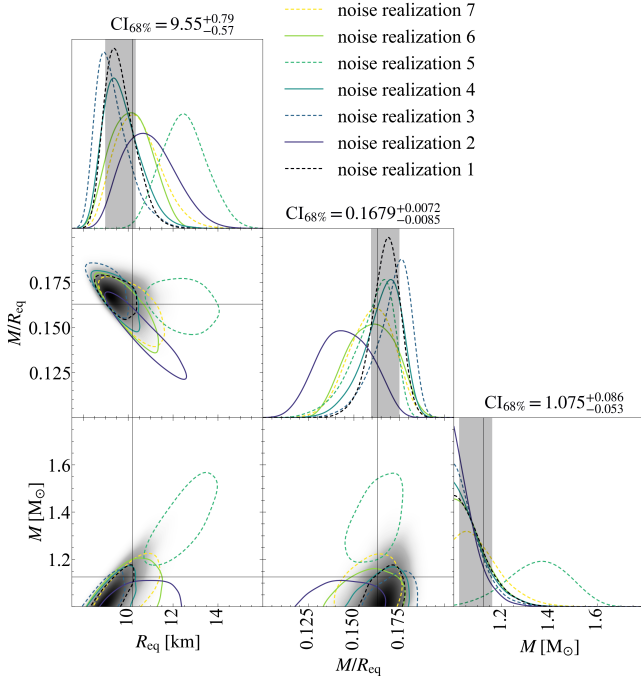 CI₆₈% = 9.55⁺⁰·⁷⁹₋₀.₅₇
noise realization 7
noise realization 6
noise realization 5
noise realization 4
noise realization 3
noise realization 2
noise realization 1
CI₆₈% = 0.1679⁺⁰·⁰⁰⁷²₋₀.₀₀₈₅
0.175
0.150
0.125
M/R_eq
CI₆₈% = 1.075⁺⁰·⁰⁸⁶₋₀.₀₅₃
1.6
1.4
1.2
M [M⊙]
10
12
14
R_eq [km]
0.125
0.150
0.175
M/R_eq
1.2
1.4
1.6
M [M⊙]